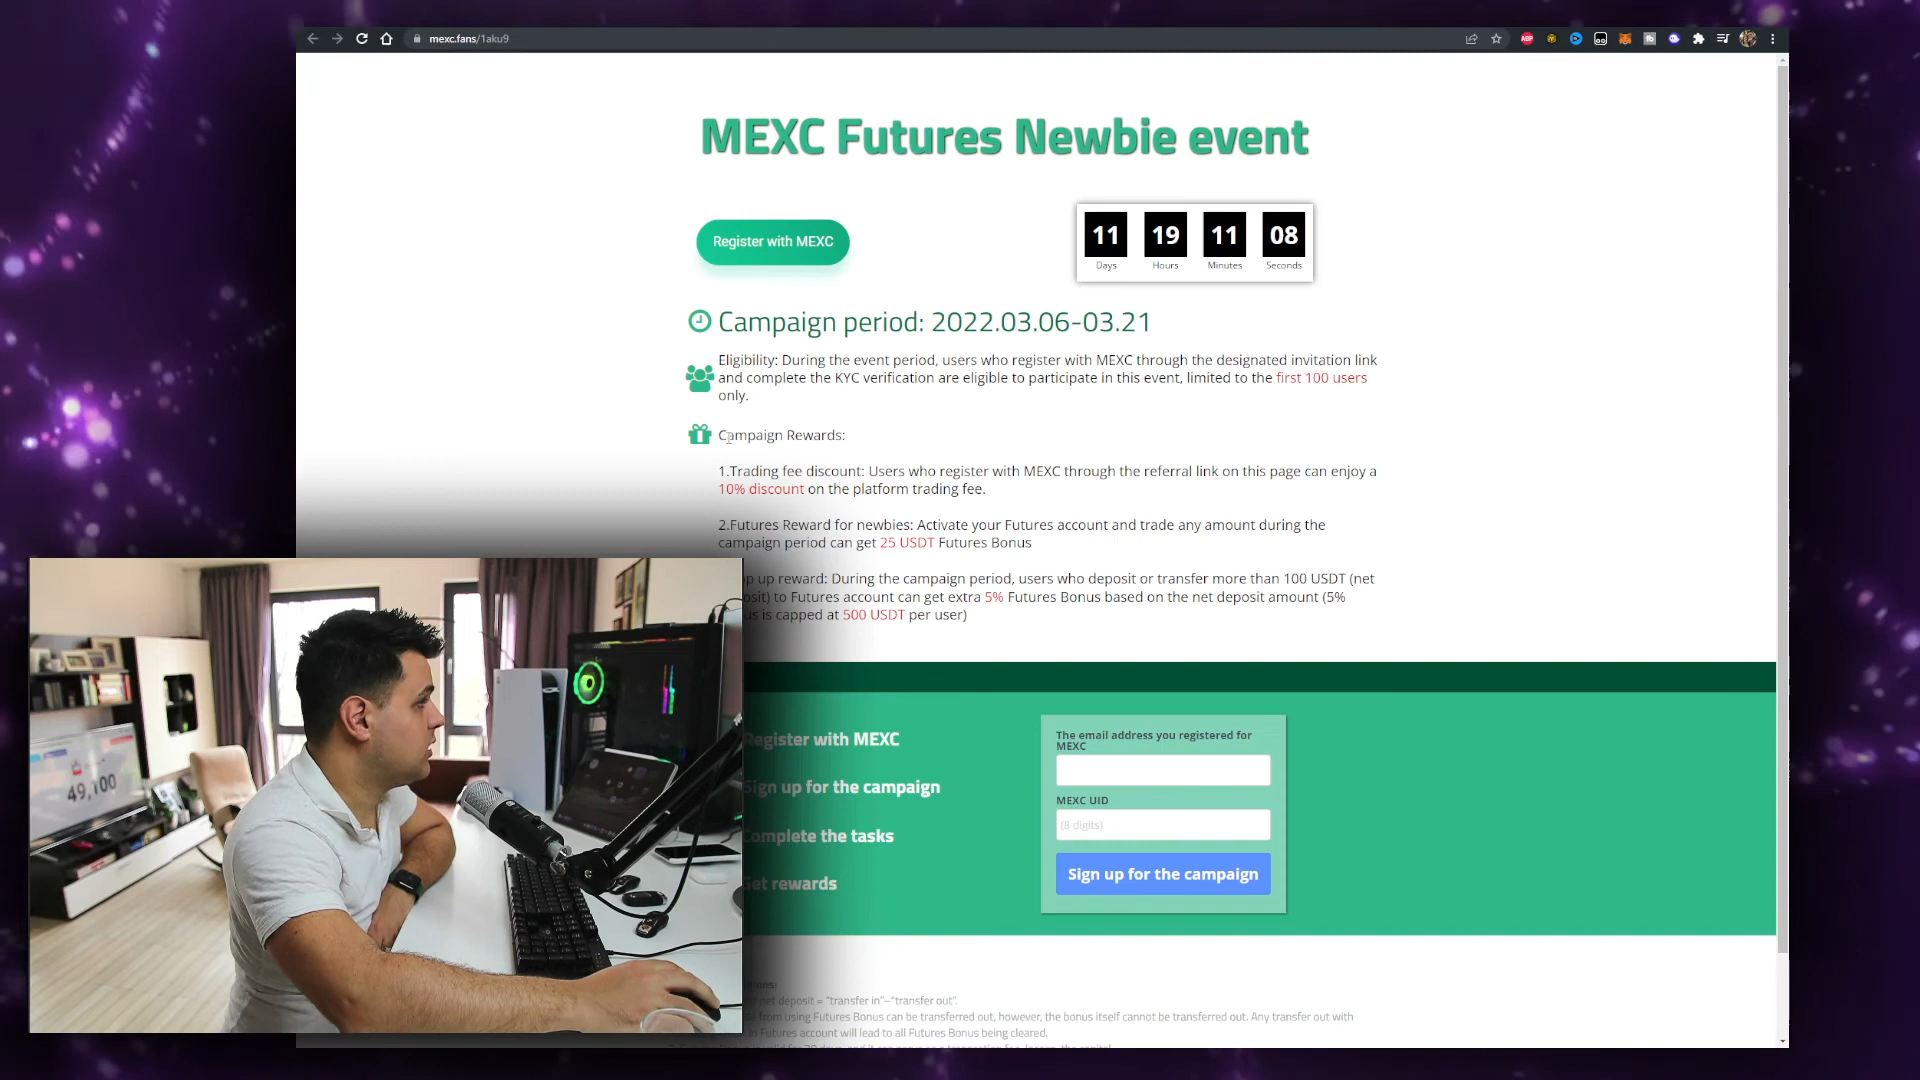 mexc.fans/1aku9
ABP
MEXC Futures Newbie event
Register with MEXC
11 19 11 08
Days Hours Minutes Seconds
Campaign period: 2022.03.06-03.21
Eligibility: During the event period, users who register with MEXC through the designated invitation link
and complete the KYC verification are eligible to participate in this event, limited to the first 100 users
only.
Campaign Rewards:
1.Trading fee discount: Users who register with MEXC through the referral link on this page can enjoy a
10% discount on the platform trading fee.
2.Futures Reward for newbies: Activate your Futures account and trade any amount during the
campaign period can get 25 USDT Futures Bonus
up reward: During the campaign period, users who deposit or transfer more than 100 USDT (net
to Futures account can get extra 5% Futures Bonus based on the net deposit amount (5%
is capped at 500 USDT per user)
Register with MEXC
Sign up for the campaign
Complete the tasks
Get rewards
The email address you registered for
MEXC
MEXC UID
(8 digits)
Sign up for the campaign
net deposit = "transfer in"–"transfer out".
from using Futures Bonus can be transferred out, however, the bonus itself cannot be transferred out. Any transfer out with
in Futures account will lead to all Futures Bonus being cleared.
49,100